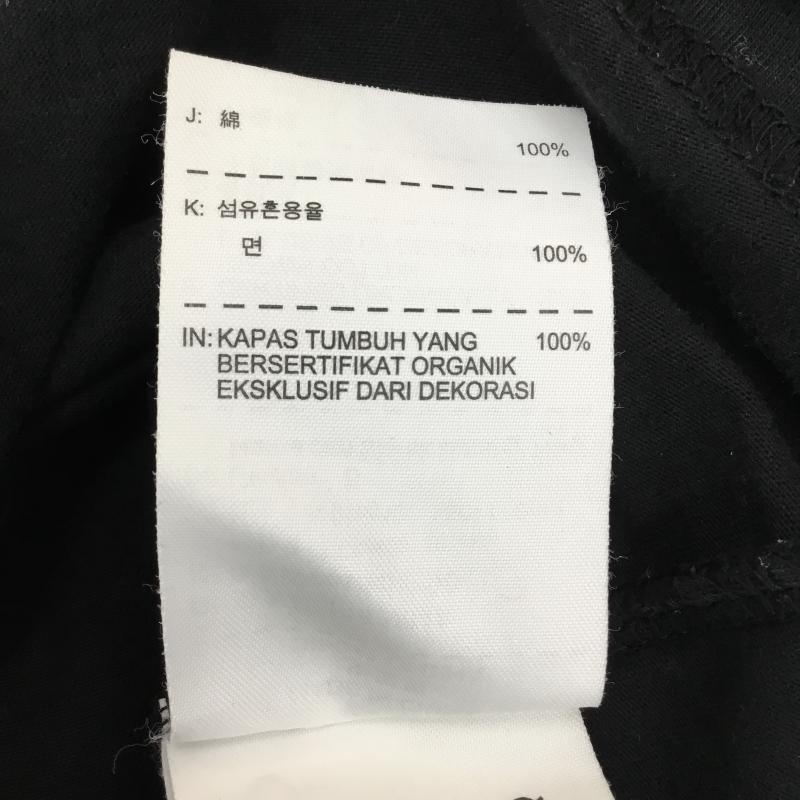 J: 綿 100%
K: 섬유혼용율
면 100%
IN: KAPAS TUMBUH YANG 100%
BERSERTIFIKAT ORGANIK
EKSKLUSIF DARI DEKORASI